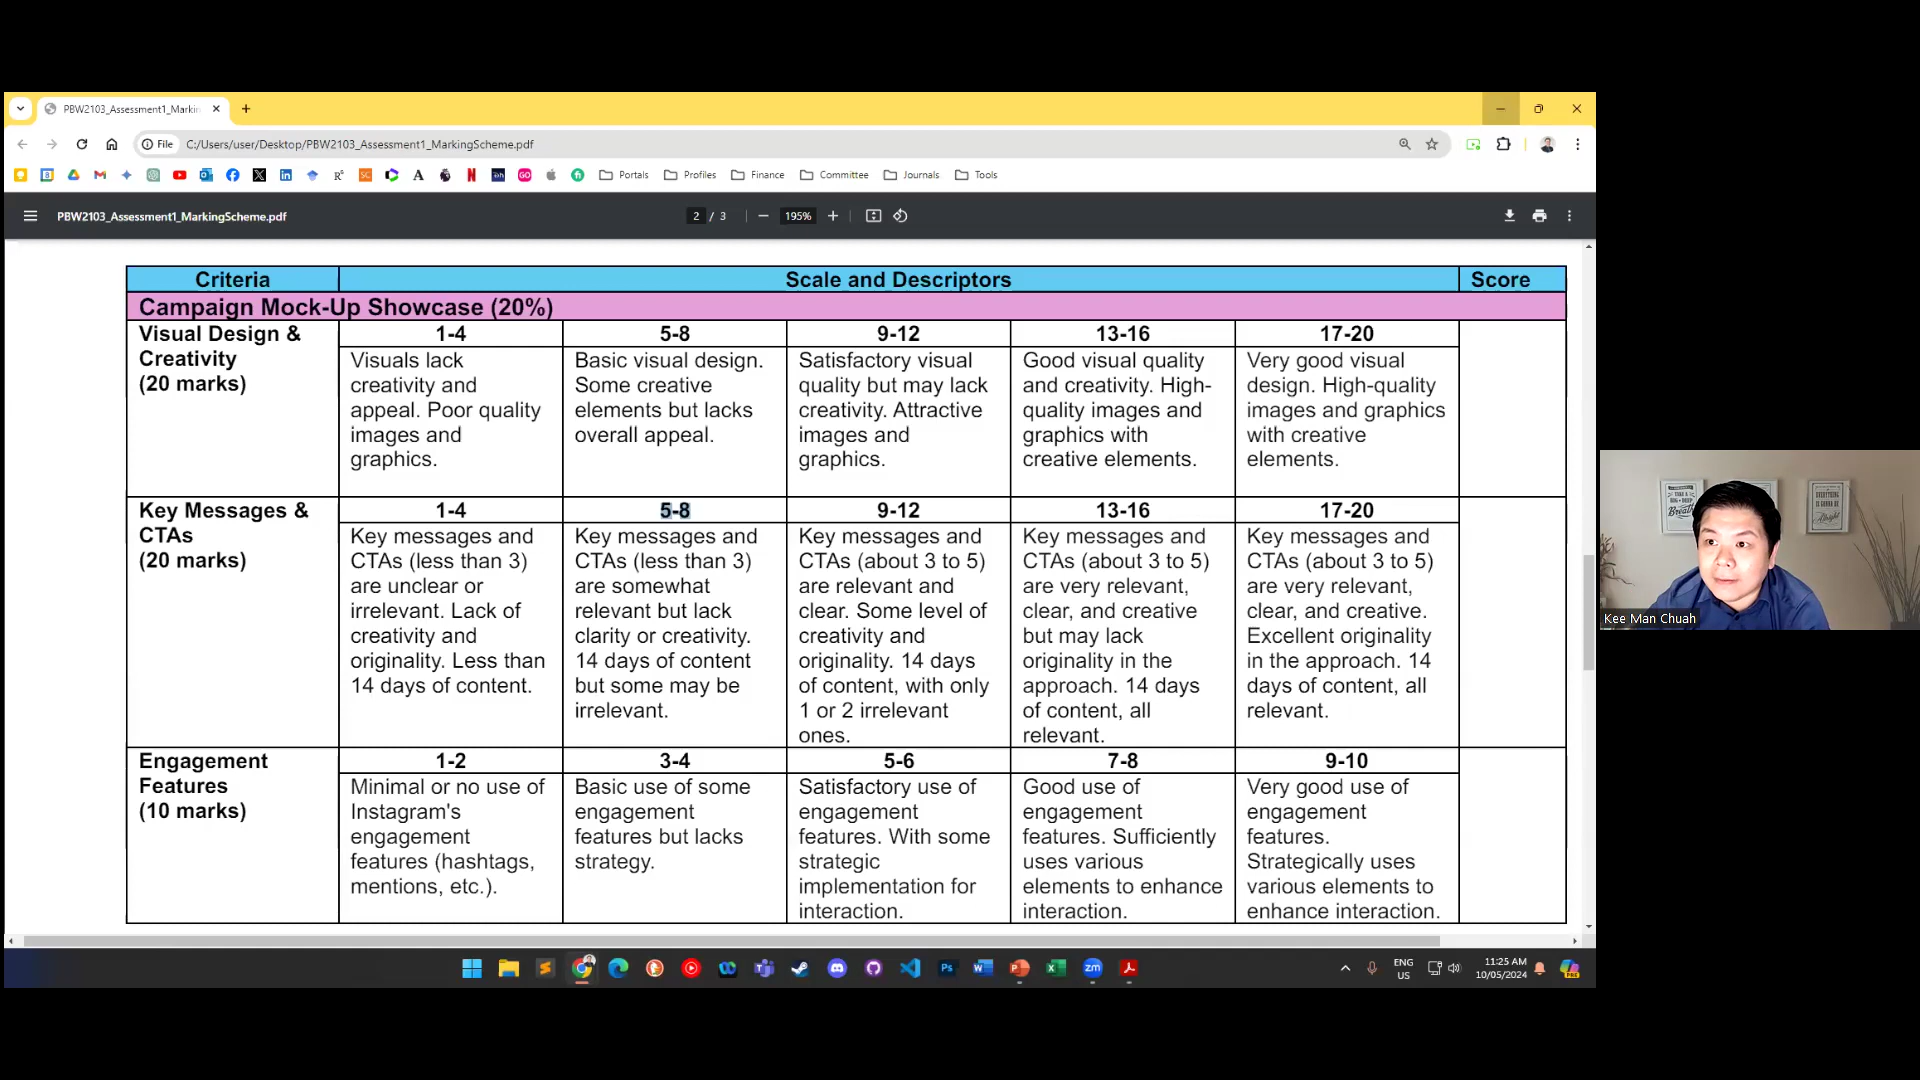 PBW2103_Assessment1_Markin
File
C:/Users/user/Desktop/PBW2103_Assessment1_MarkingScheme.pdf
Portals
Profiles
Finance
Committee
Journals
Tools
PBW2103_Assessment1_MarkingScheme.pdf
2 / 3
195%
Criteria
Scale and Descriptors
Score
Campaign Mock-Up Showcase (20%)
Visual Design &
Creativity
(20 marks)
1-4
Visuals lack
creativity and
appeal. Poor quality
images and
graphics.
5-8
Basic visual design.
Some creative
elements but lacks
overall appeal.
9-12
Satisfactory visual
quality but may lack
creativity. Attractive
images and
graphics.
13-16
Good visual quality
and creativity. High-
quality images and
graphics with
creative elements.
17-20
Very good visual
design. High-quality
images and graphics
with creative
elements.
Key Messages &
CTAs
(20 marks)
1-4
Key messages and
CTAs (less than 3)
are unclear or
irrelevant. Lack of
creativity and
originality. Less than
14 days of content.
5-8
Key messages and
CTAs (less than 3)
are somewhat
relevant but lack
clarity or creativity.
14 days of content
but some may be
irrelevant.
9-12
Key messages and
CTAs (about 3 to 5)
are relevant and
clear. Some level of
creativity and
originality. 14 days
of content, with only
1 or 2 irrelevant
ones.
13-16
Key messages and
CTAs (about 3 to 5)
are very relevant,
clear, and creative
but may lack
originality in the
approach. 14 days
of content, all
relevant.
17-20
Key messages and
CTAs (about 3 to 5)
are very relevant,
clear, and creative.
Excellent originality
in the approach. 14
days of content, all
relevant.
Engagement
Features
(10 marks)
1-2
Minimal or no use of
Instagram's
engagement
features (hashtags,
mentions, etc.).
3-4
Basic use of some
engagement
features but lacks
strategy.
5-6
Satisfactory use of
engagement
features. With some
strategic
implementation for
interaction.
7-8
Good use of
engagement
features. Sufficiently
uses various
elements to enhance
interaction.
9-10
Very good use of
engagement
features.
Strategically uses
various elements to
enhance interaction.
Breathe
Alright
Kee Man Chuah
ENG
US
11:25 AM
10/05/2024